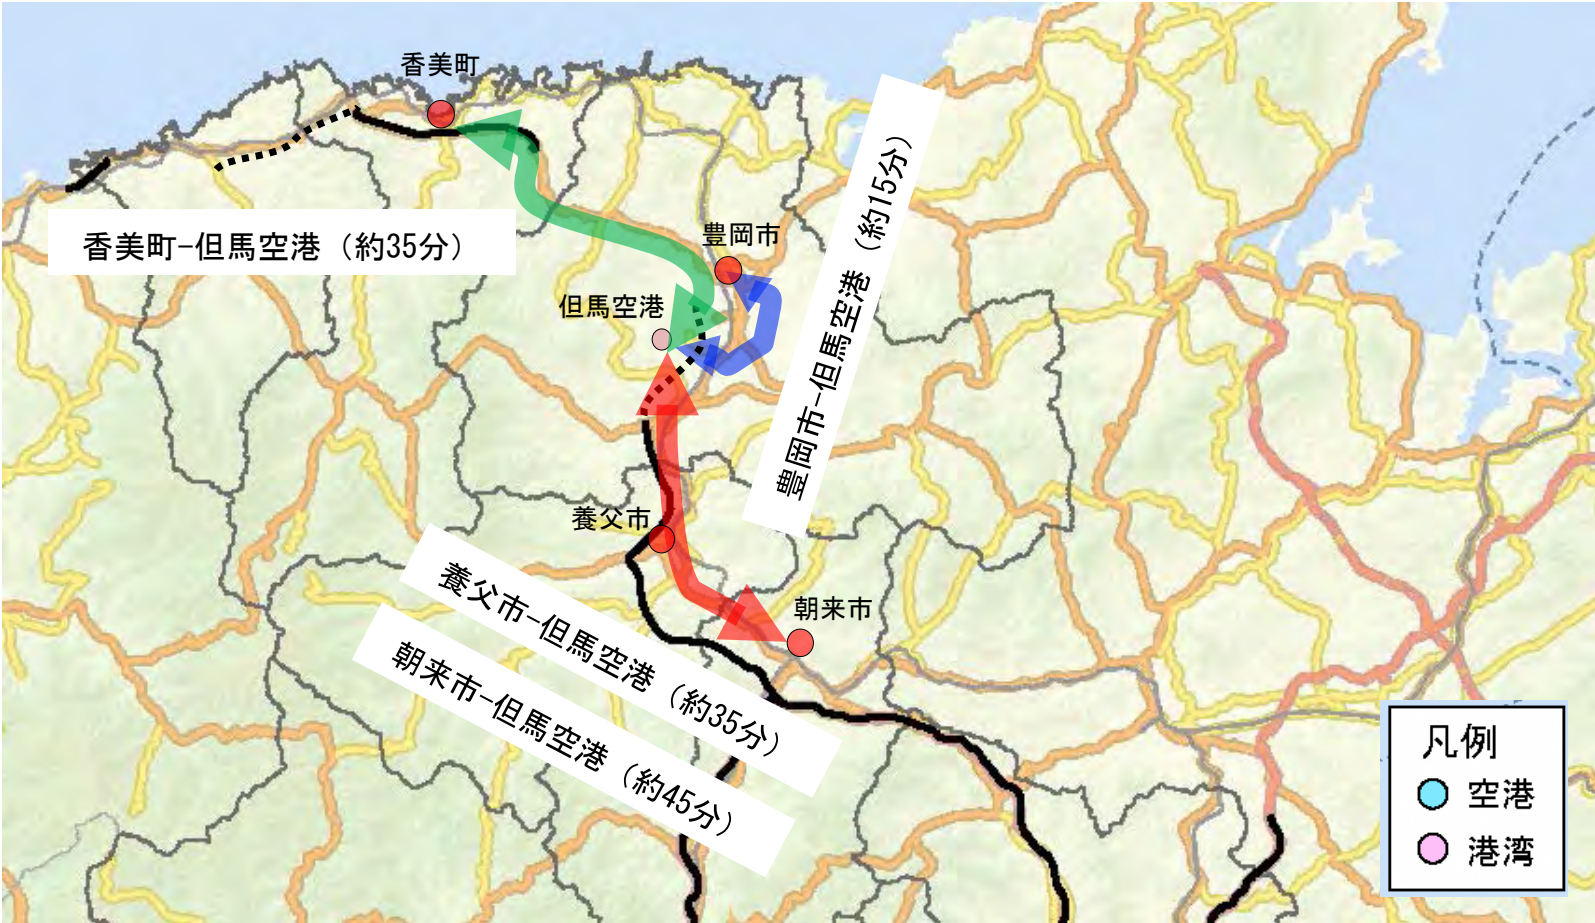 香美町
香美町-但馬空港（約35分）
豊岡市
但馬空港
豊岡市-但馬空港（約15分）
養父市
養父市-但馬空港（約35分）
朝来市
朝来市-但馬空港（約45分）
凡例
空港
港湾